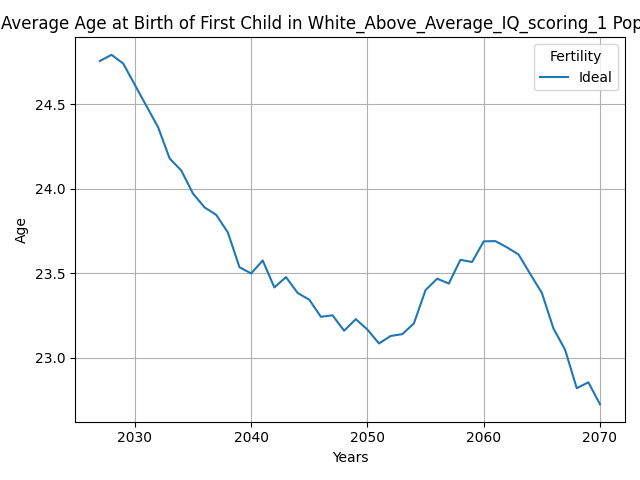 Average Age at Birth of First Child in White_Above_Average_IQ_scoring_1 Pop
Fertility
Ideal
24.5
24.0
23.5
23.0
Age
2030 2040 2050 2060 2070
Years